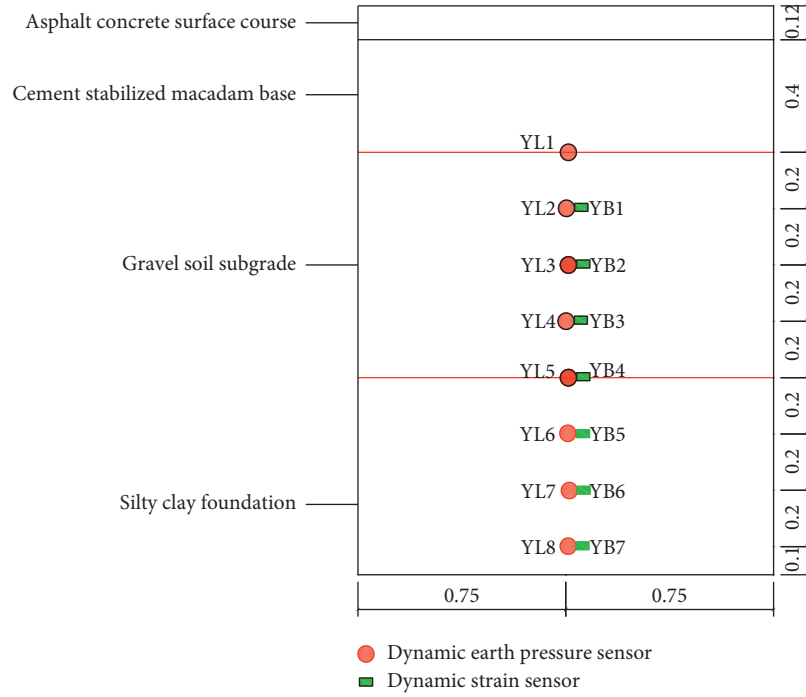 Asphalt concrete surface course
0.12
Cement stabilized macadam base
0.4
YL1
0.2
YL2 YB1
0.2
Gravel soil subgrade
YL3 YB2
0.2
YL4 YB3
0.2
YL5 YB4
0.2
YL6 YB5
0.2
YL7 YB6
Silty clay foundation
0.2
YL8 YB7
0.1
0.75 0.75
Dynamic earth pressure sensor
Dynamic strain sensor